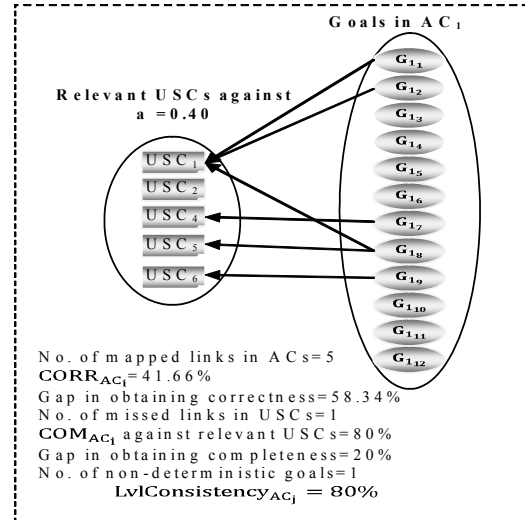 Goals in AC₁
Relevant USCs against
a =0.40
USC₁
USC₂
USC₄
USC₅
USC₆
G₁₁
G₁₂
G₁₃
G₁₄
G₁₅
G₁₆
G₁₇
G₁₈
G₁₉
G₁₁₀
G₁₁₁
G₁₁₂
No. of mapped links in ACs=5
CORR_ACᵢ=41.66%
Gap in obtaining correctness=58.34%
No. of missed links in USCs=1
COM_ACᵢ against relevant USCs=80%
Gap in obtaining completeness=20%
No. of non-deterministic goals=1
LvlConsistency_ACⱼ = 80%